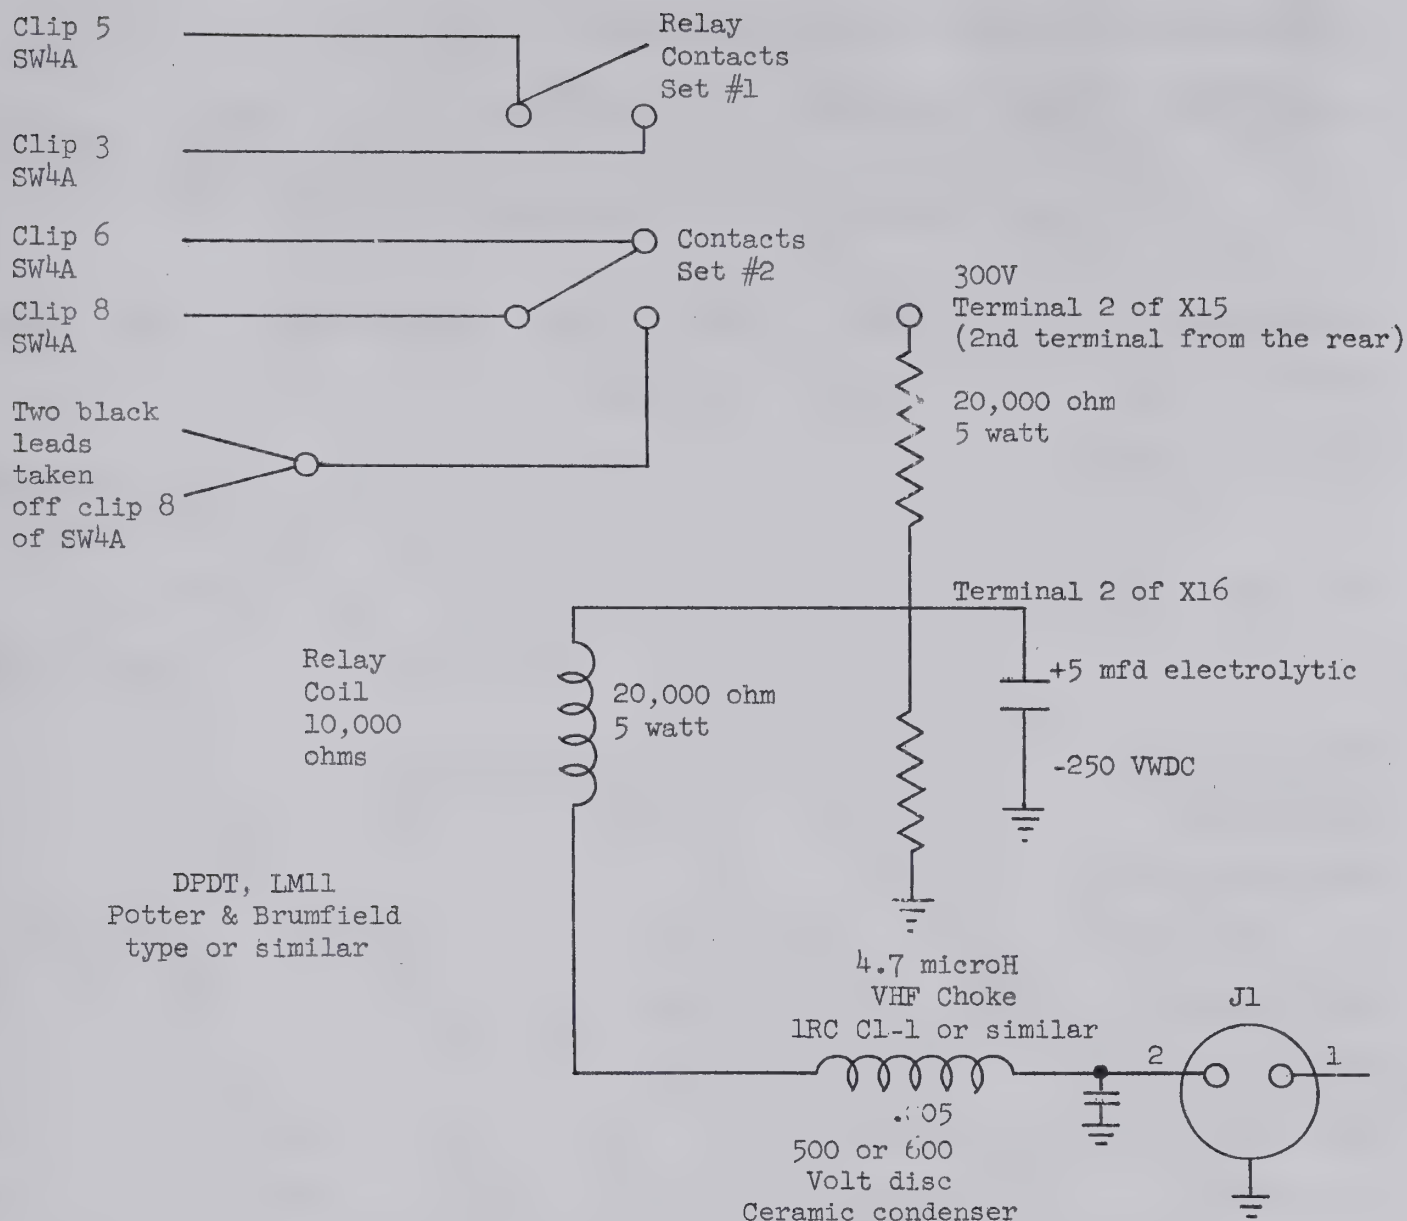 Clip 5
SW4A
Relay
Contacts
Set #1
Clip 3
SW4A
Clip 6
SW4A
Contacts
Set #2
Clip 8
SW4A
300V
Terminal 2 of X15
(2nd terminal from the rear)
Two black
leads
taken
off clip 8
of SW4A
20,000 ohm
5 watt
Terminal 2 of X16
Relay
Coil
10,000
ohms
20,000 ohm
5 watt
+5 mfd electrolytic
-250 VWDC
DPDT, LM11
Potter & Brumfield
type or similar
4.7 microH
VHF Choke
1RC Cl-1 or similar
J1
2
1
500 or 600
Volt disc
Ceramic condenser